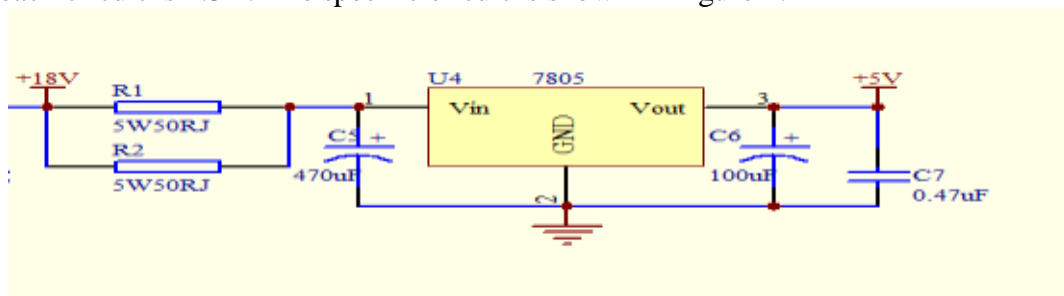 +18V
R1
5W50RJ
R2
5W50RJ
C5 +
470uF
U4 7805
1 Vin Vout 3
GND
2
C6 +
100uF
+5V
C7
0.47uF